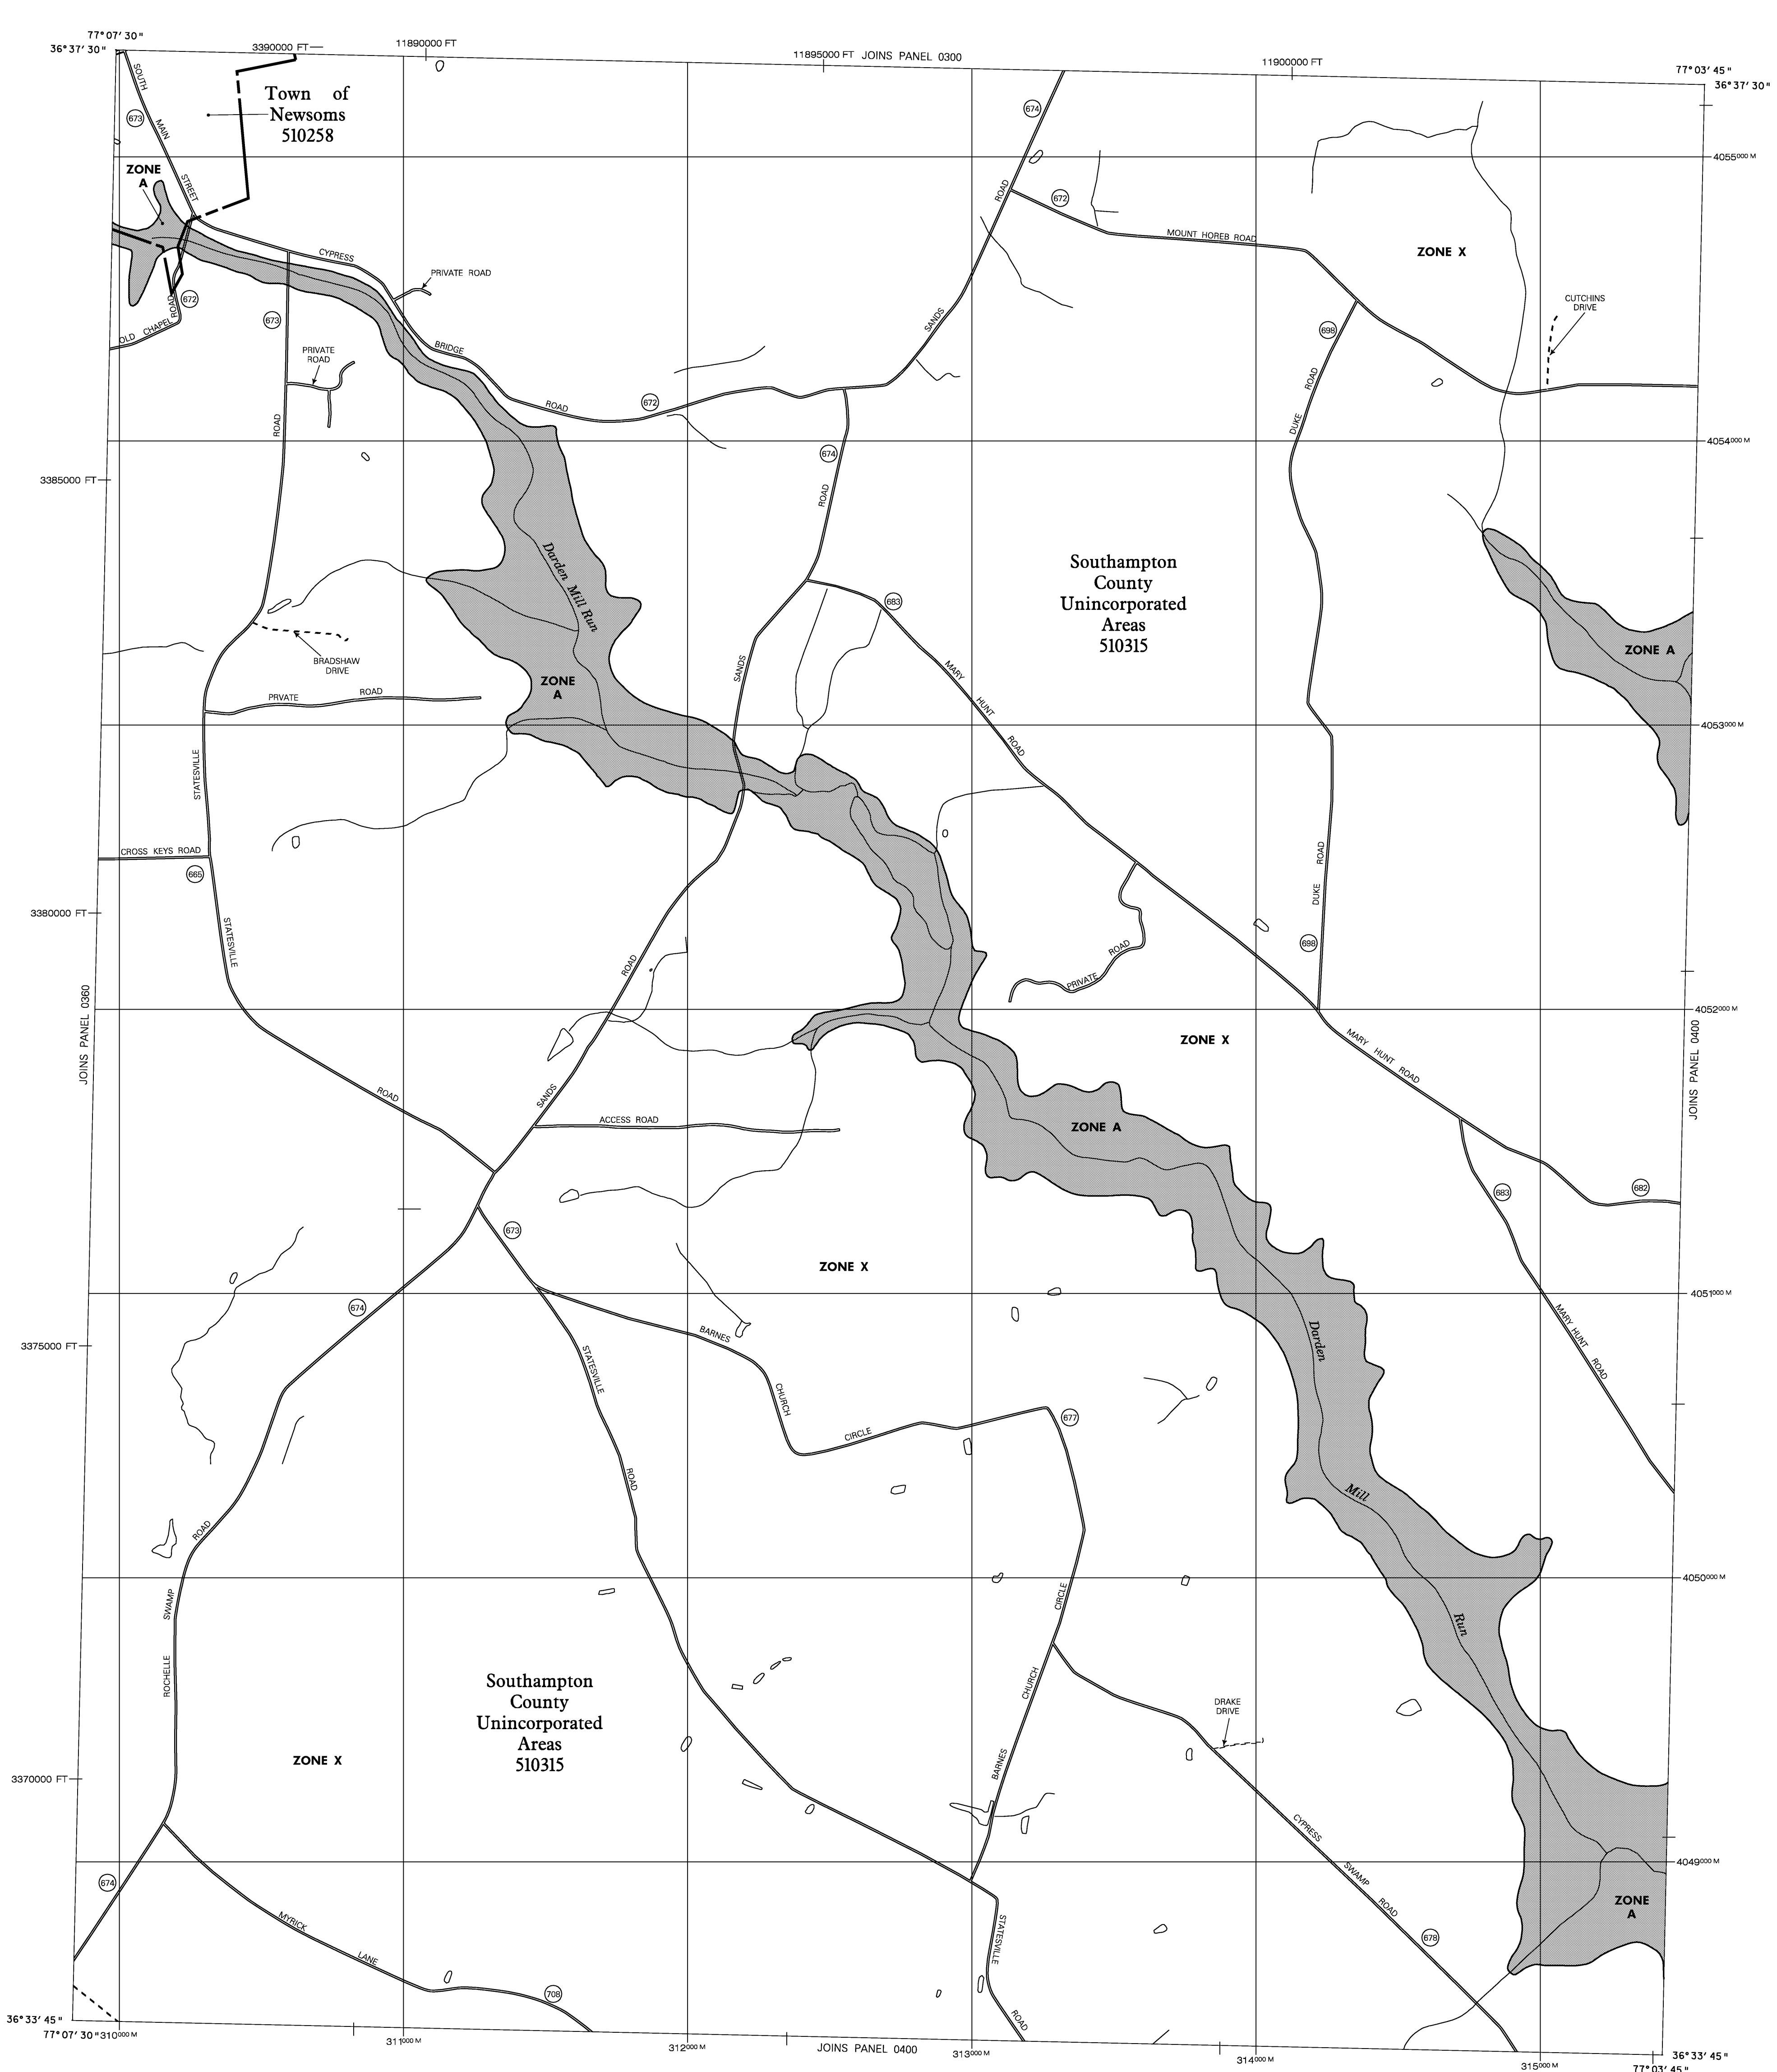 77° 07' 30"
36° 37' 30"
3390000 FT
11890000 FT
11895000 FT
JOINS PANEL 0300
11900000 FT
77° 03' 45"
36° 37' 30"
SOUTH
MAIN
STREET
673
Town of
Newsoms
510258
674
ZONE
A
ROAD
672
MOUNT HOREB ROAD
4055000 M
ZONE X
CYPRESS
PRIVATE ROAD
672
ROAD
OLD CHAPEL
673
BRIDGE
PRIVATE
ROAD
SANDS
698
CUTCHINS
DRIVE
ROAD
ROAD
672
ROAD
DUKE
4054000 M
3385000 FT
674
ROAD
Darden Mill Run
Southampton
County
Unincorporated
Areas
510315
683
BRADSHAW
DRIVE
SANDS
MARY
HUNT
ROAD
ZONE A
ZONE
A
PRIVATE
ROAD
4053000 M
STATESVILLE
CROSS KEYS ROAD
665
ROAD
DUKE
3380000 FT
STATESVILLE
ROAD
698
ROAD
PRIVATE
4052000 M
JOINS PANEL 0360
ZONE X
MARY HUNT ROAD
JOINS PANEL 0400
ROAD
SANDS
ACCESS ROAD
ZONE A
683
682
673
ZONE X
674
4051000 M
BARNES
Darden
MARY HUNT
ROAD
3375000 FT
STATESVILLE
CHURCH
CIRCLE
677
ROAD
Mill
ROAD
4050000 M
SWAMP
CIRCLE
Run
ROCHELLE
CHURCH
Southampton
County
Unincorporated
Areas
510315
DRAKE
DRIVE
ZONE X
BARNES
3370000 FT
CYPRESS
SWAMP
ROAD
4049000 M
674
ZONE
A
MYRICK
LANE
STATESVILLE
678
708
ROAD
36° 33' 45"
77° 07' 30"
310000 M
311000 M
312000 M
JOINS PANEL 0400
313000 M
314000 M
315000 M
36° 33' 45"
77° 03' 45"